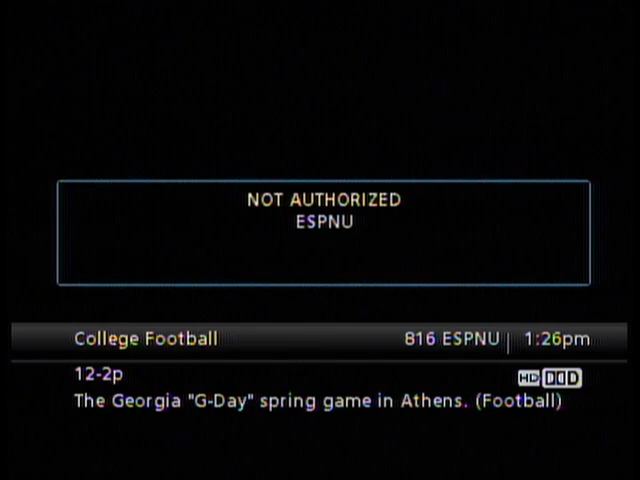 NOT AUTHORIZED
ESPNU
College Football 816 ESPNU 1:26pm
12-2p HD
The Georgia "G-Day" spring game in Athens. (Football)